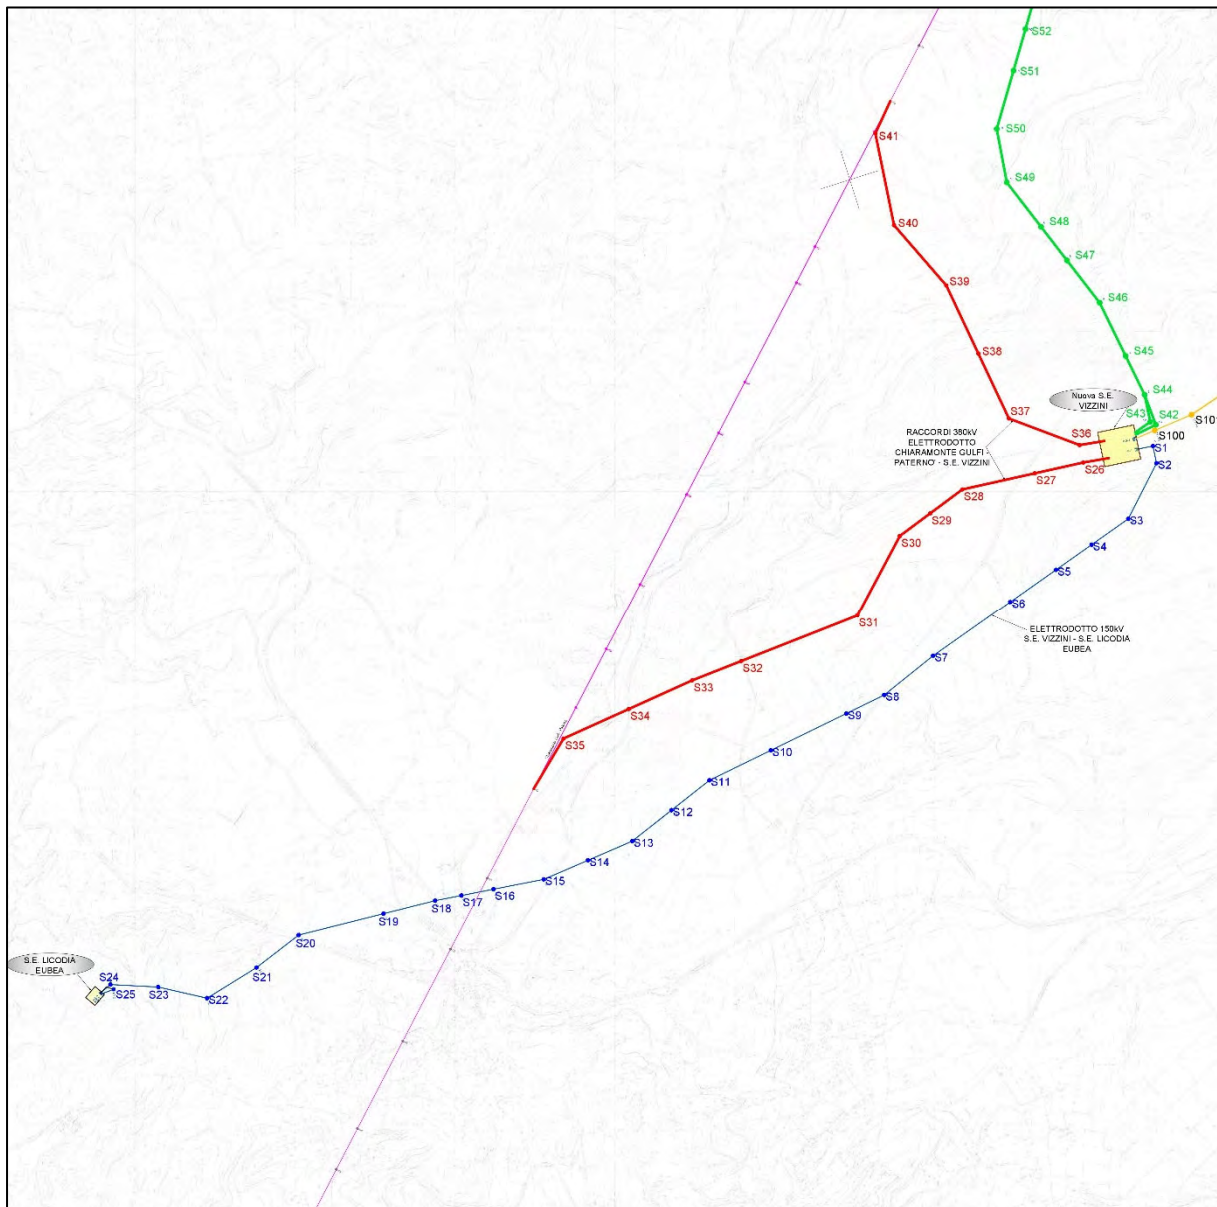 S52
S51
S50
S41
S49
S48
S40
S47
S39
S46
S45
S38
S44
Nuova S.E.
VIZZINI
S37
S43
S42
S101
S100
S36
S1
RACCORDI 380kV
ELETTRODOTTO
CHIARAMONTE GULFI -
PATERNO' - S.E. VIZZINI
S2
S26
S27
S28
S29
S3
S30
S4
S5
S6
S31
ELETTRODOTTO 150kV
S.E. VIZZINI - S.E. LICODIA
EUBEA
S7
S32
S33
S8
S34
S9
S35
S10
S11
S12
S13
S14
S15
S16
S17
S18
S19
S20
S.E. LICODIA
EUBEA
S21
S24
S25
S23
S22